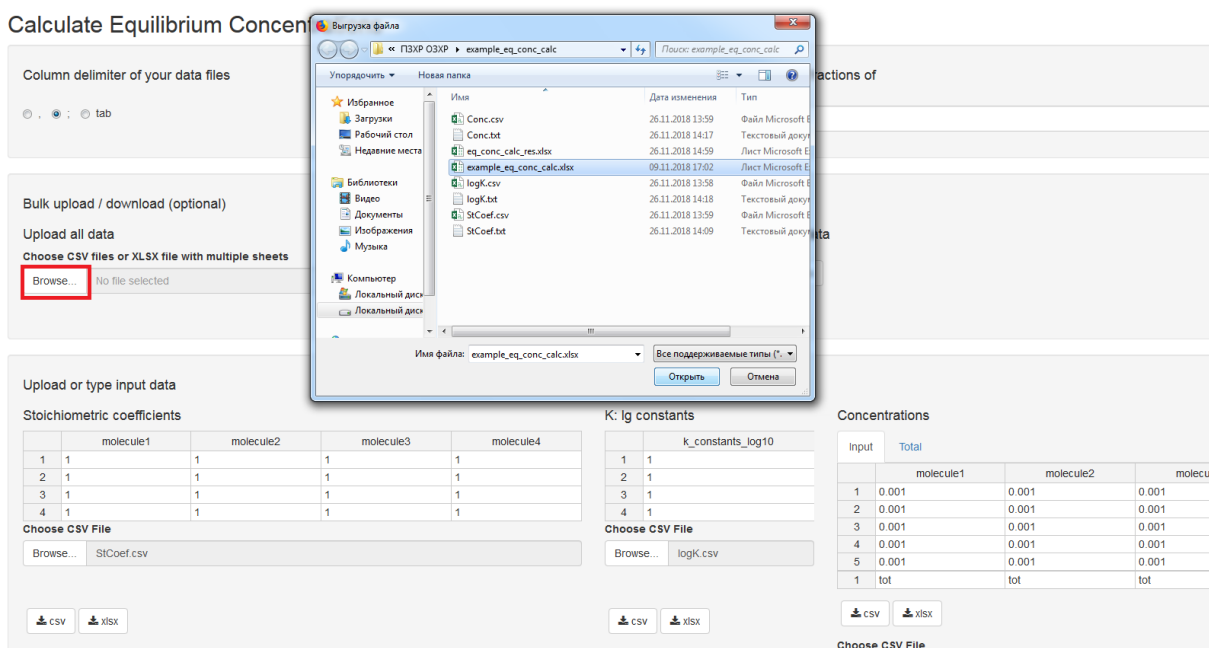 Calculate Equilibrium Concent
Column delimiter of your data files
, ; tab
actions of
Bulk upload / download (optional)
Upload all data
Choose CSV files or XLSX file with multiple sheets
Browse... No file selected
Выгрузка файла
« ПЗХР ОЗХР example_eq_conc_calc
Поиск: example_eq_conc_calc
Упорядочить Новая папка
Избранное
Загрузки
Рабочий стол
Недавние места
Библиотеки
Видео
Документы
Изображения
Музыка
Компьютер
Локальный диск
Локальный диск
Имя Дата изменения Тип
Conc.csv 26.11.2018 13:59 Файл Microsoft E
Conc.txt 26.11.2018 14:17 Текстовый докум
eq_conc_calc_res.xlsx 26.11.2018 14:59 Лист Microsoft E
example_eq_conc_calc.xlsx 09.11.2018 17:02 Лист Microsoft E
logK.csv 26.11.2018 13:58 Файл Microsoft E
logK.txt 26.11.2018 14:18 Текстовый докум
StCoef.csv 26.11.2018 13:59 Файл Microsoft E
StCoef.txt 26.11.2018 14:09 Текстовый докум
Имя файла: example_eq_conc_calc.xlsx Все поддерживаемые типы (*.
Открыть Отмена
ta
Upload or type input data
Stoichiometric coefficients
molecule1 molecule2 molecule3 molecule4
1 1 1 1 1
2 1 1 1 1
3 1 1 1 1
4 1 1 1 1
Choose CSV File
Browse... StCoef.csv
csv xlsx
K: lg constants
k_constants_log10
1 1
2 1
3 1
4 1
Choose CSV File
Browse... logK.csv
csv xlsx
Concentrations
Input Total
molecule1 molecule2 molecu
1 0.001 0.001 0.001
2 0.001 0.001 0.001
3 0.001 0.001 0.001
4 0.001 0.001 0.001
5 0.001 0.001 0.001
1 tot tot tot
csv xlsx
Choose CSV File